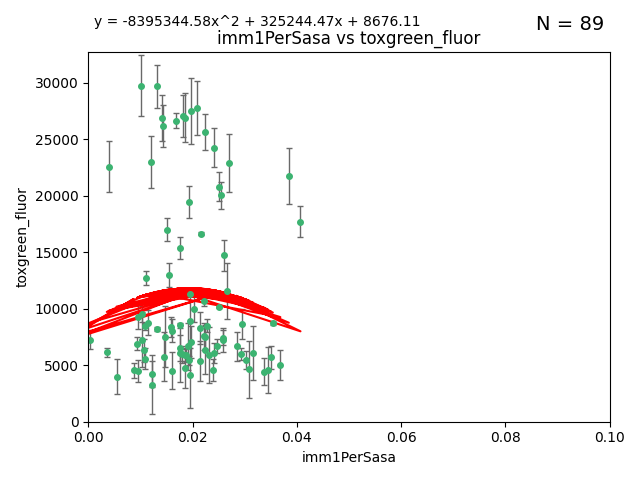 y = -8395344.58x^2 + 325244.47x + 8676.11
N = 89
imm1PerSasa vs toxgreen_fluor
30000
25000
20000
15000
10000
5000
0
toxgreen_fluor
0.00 0.02 0.04 0.06 0.08 0.10
imm1PerSasa